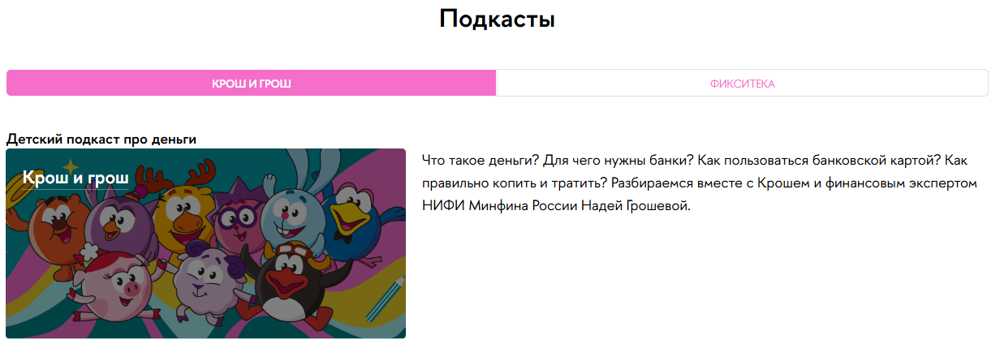 Подкасты
КРОШ И ГРОШ
ФИКСИТЕКА
Детский подкаст про деньги
Крош и грош
Что такое деньги? Для чего нужны банки? Как пользоваться банковской картой? Как
правильно копить и тратить? Разбираемся вместе с Крошем и финансовым экспертом
НИФИ Минфина России Надей Грошевой.